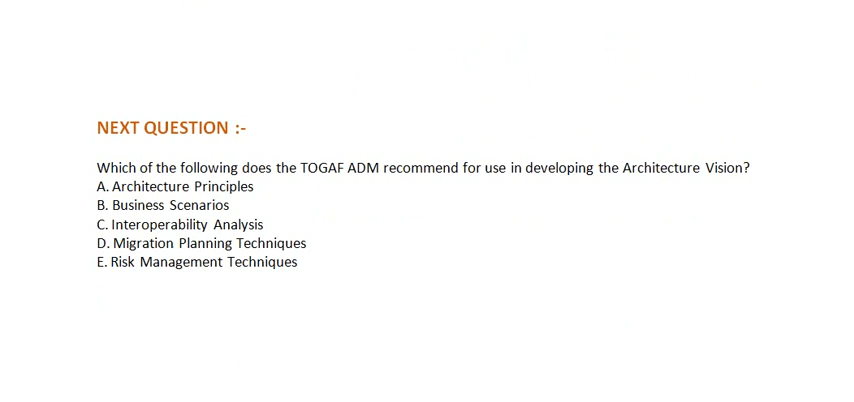 NEXT QUESTION :-
Which of the following does the TOGAF ADM recommend for use in developing the Architecture Vision?
A. Architecture Principles
B. Business Scenarios
C. Interoperability Analysis
D. Migration Planning Techniques
E. Risk Management Techniques